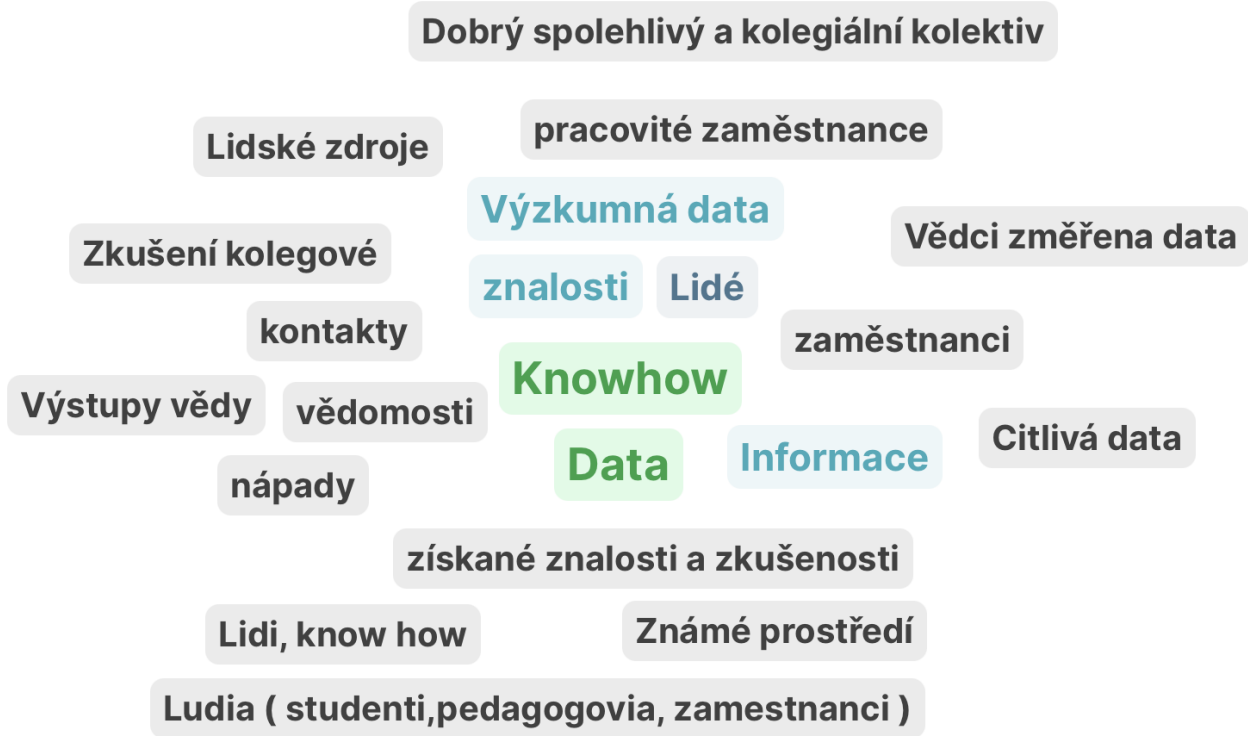 Dobrý spolehlivý a kolegiální kolektiv
pracovité zaměstnance
Lidské zdroje
Výzkumná data
Vědci změřena data
Zkušení kolegové
znalosti
Lidé
kontakty
zaměstnanci
Knowhow
Výstupy vědy
vědomosti
Citlivá data
Data
Informace
nápady
získané znalosti a zkušenosti
Lidi, know how
Známé prostředí
Ludia ( studenti,pedagogovia, zamestnanci )